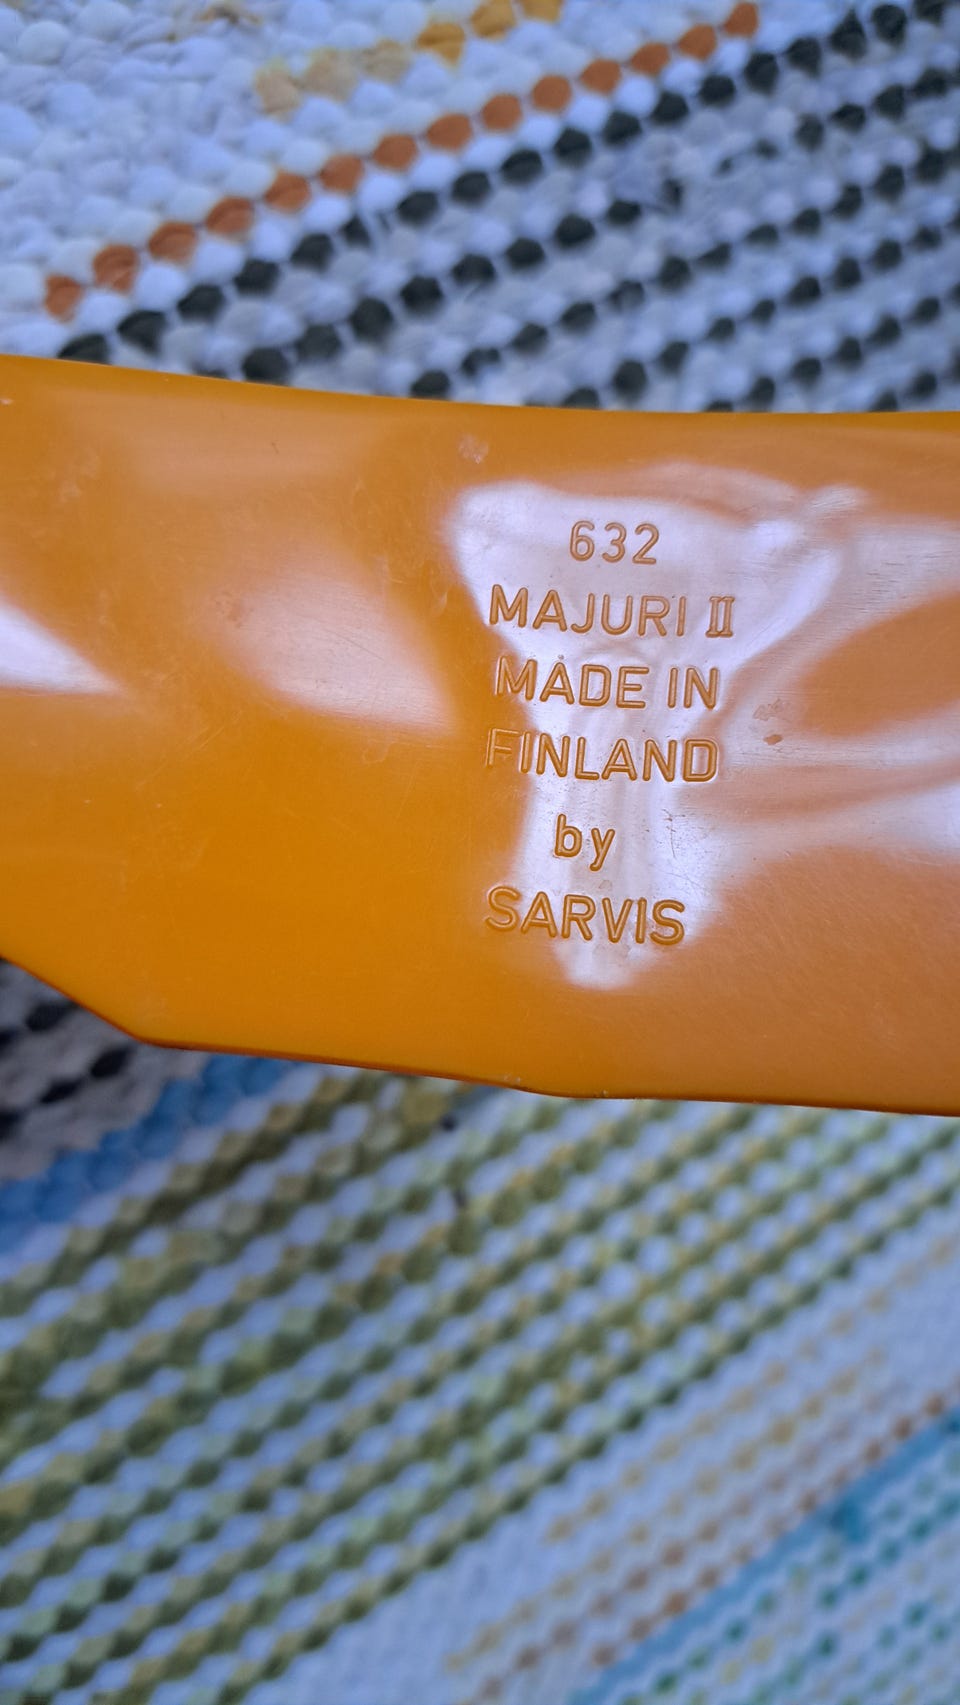 632
MAJURI II
MADE IN
FINLAND
by
SARVIS